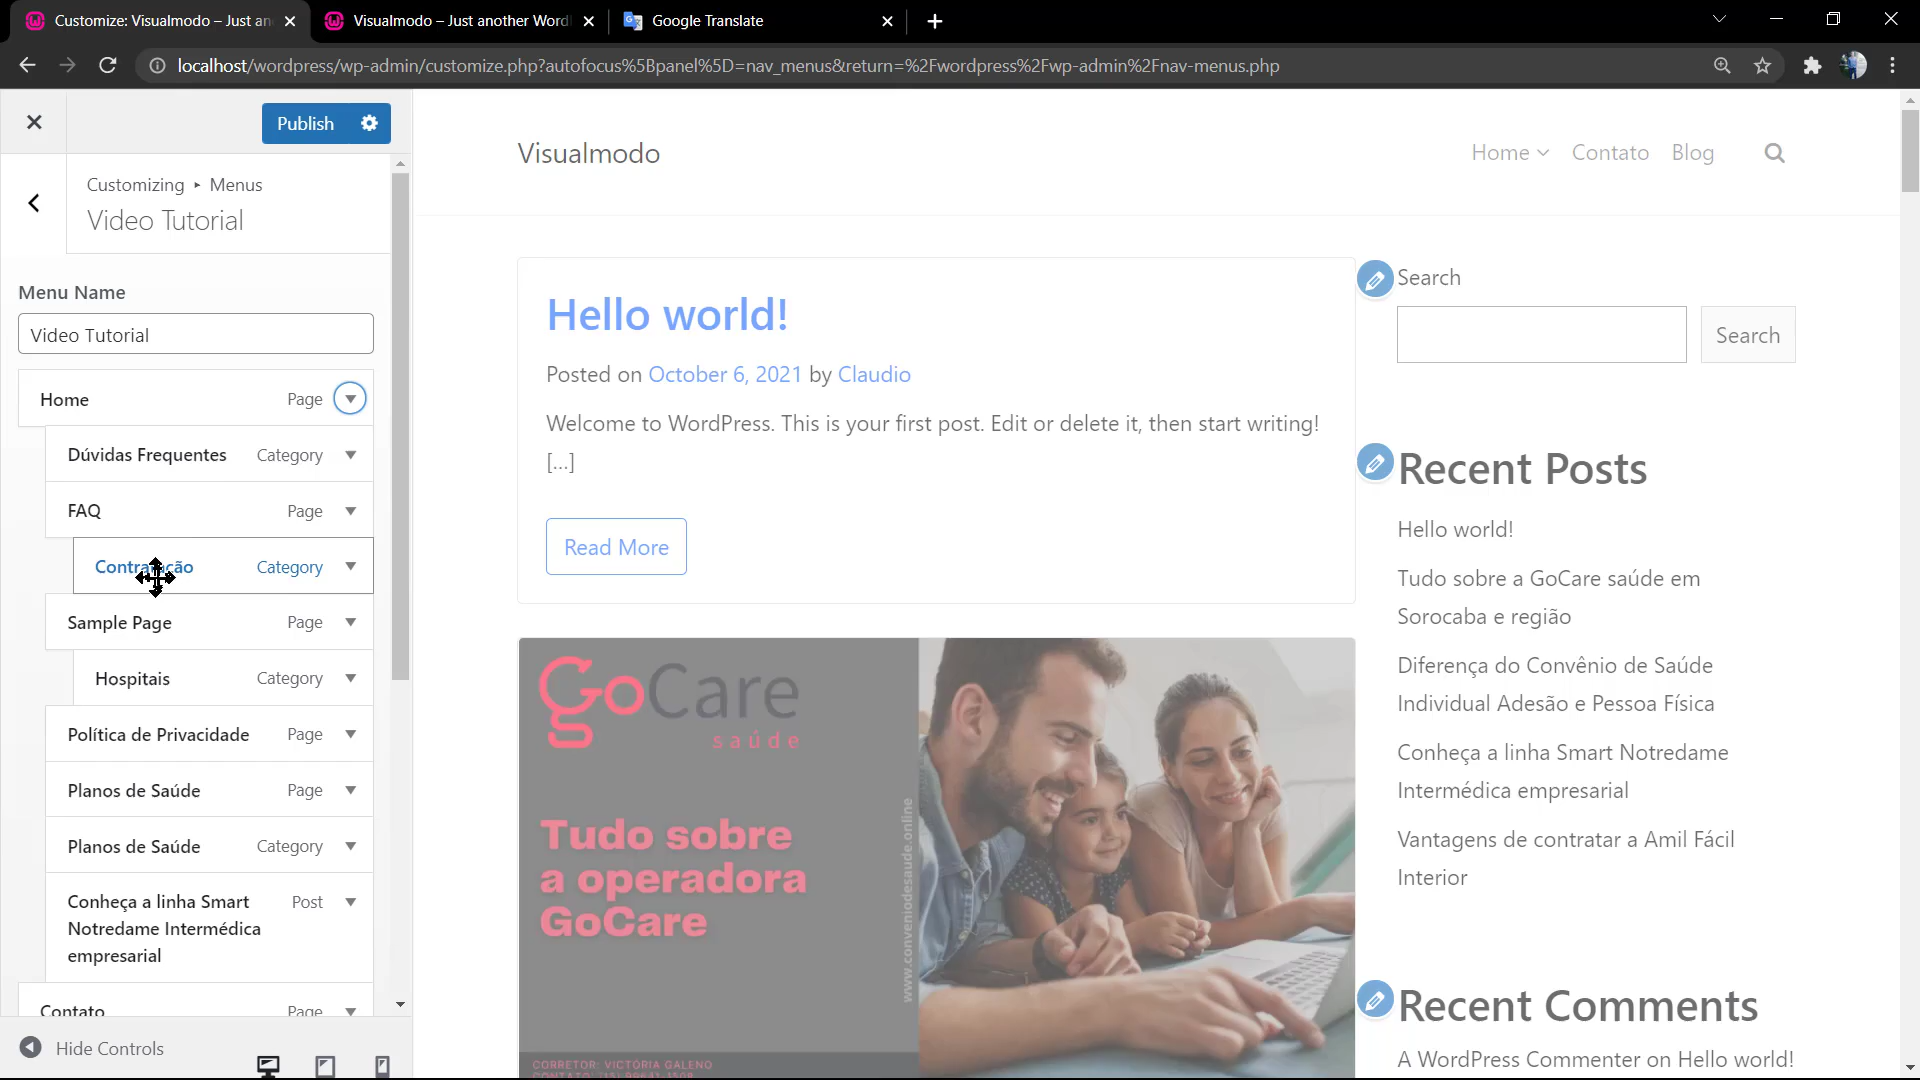 Customize: Visualmodo – Just an
Visualmodo – Just another Word
Google Translate
localhost/wordpress/wp-admin/customize.php?autofocus%5Bpanel%5D=nav_menus&return=%2Fwordpress%2Fwp-admin%2Fnav-menus.php
Publish
Customizing ▸ Menus
Video Tutorial
Menu Name
Video Tutorial
Home Page
Dúvidas Frequentes Category
FAQ Page
Contratação Category
Sample Page Page
Hospitais Category
Política de Privacidade Page
Planos de Saúde Page
Planos de Saúde Category
Conheça a linha Smart Post
Notredame Intermédica
empresarial
Contato Page
Hide Controls
Visualmodo
Home Contato Blog
Hello world!
Posted on October 6, 2021 by Claudio
Welcome to WordPress. This is your first post. Edit or delete it, then start writing!
[...]
Read More
GoCare
saúde
Tudo sobre
a operadora
GoCare
www.conveniodesaude.online
CORRETOR: VICTÓRIA GALENO
Search
Search
Recent Posts
Hello world!
Tudo sobre a GoCare saúde em
Sorocaba e região
Diferença do Convênio de Saúde
Individual Adesão e Pessoa Física
Conheça a linha Smart Notredame
Intermédica empresarial
Vantagens de contratar a Amil Fácil
Interior
Recent Comments
A WordPress Commenter on Hello world!